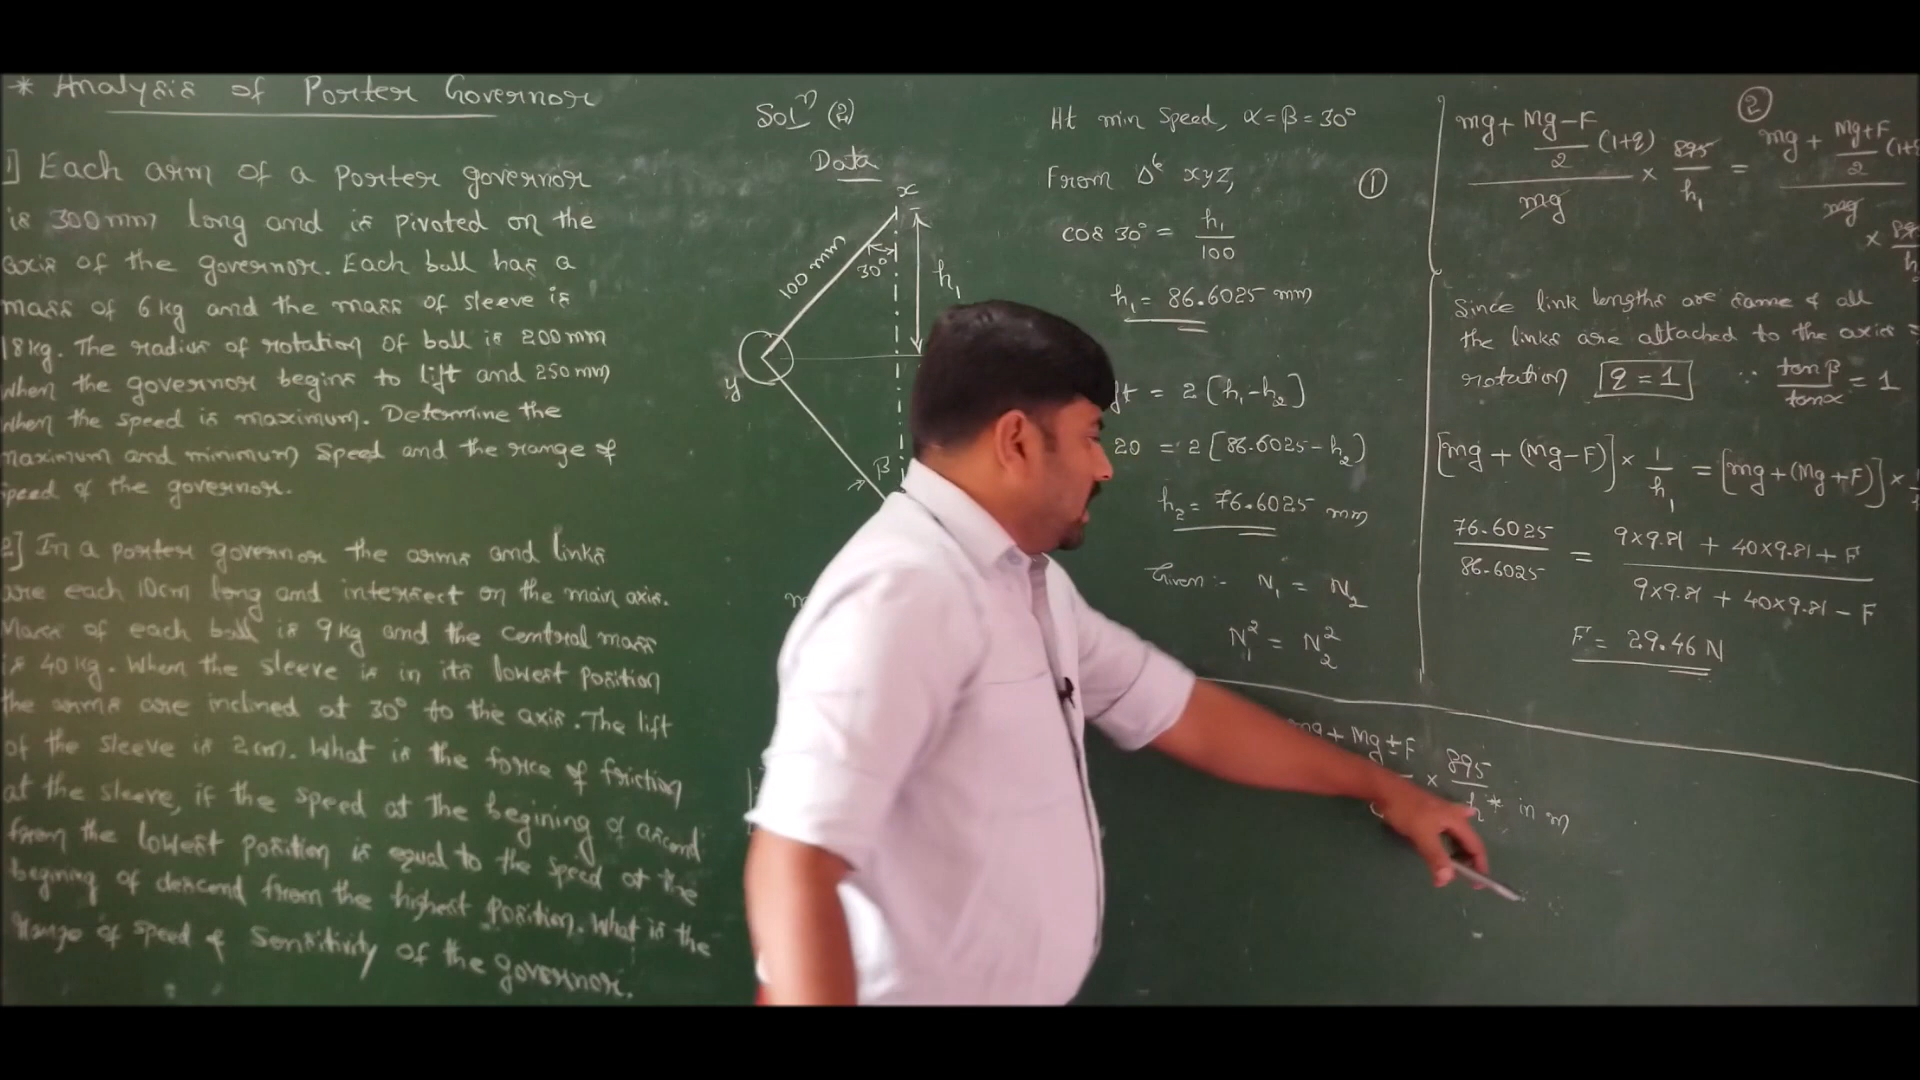 * Analysis of Porter Governor
1] Each arm of a porter governor
is 300mm long and is pivoted on the
axis of the governor. Each ball has a
mass of 6kg and the mass of sleeve is
18kg. The radius of rotation of ball is 200mm
when the governor begins to lift and 250mm
when the speed is maximum. Determine the
maximum and minimum speed and the range of
speed of the governor.
2] In a porter governor the arms and links
are each 10cm long and intersect on the main axis.
Mass of each ball is 9kg and the central mass
is 40kg. When the sleeve is in its lowest position
the arms are inclined at 30° to the axis. The lift
of the sleeve is 2cm. What is the force of friction
at the sleeve, if the speed at the begining of ascend
from the lowest position is equal to the speed at the
begining of descend from the highest position. What is the
range of speed & sensitivity of the governor.
Solⁿ (2)
Data
x
100 mm
30°
h₁
y
β
m
At min speed, α = β = 30°
From Δˡᵉ xyz,
①
cos 30° = h₁/100
h₁ = 86.6025 mm
ft = 2 [h₁-h₂]
20 = 2 [86.6025-h₂]
h₂ = 76.6025 mm
Given :- N₁ = N₂
N₁² = N₂²
②
mg + Mg-F/2 (1+q) / mg × 895/h₁ = mg + Mg+F/2 (1+ / mg
×
Since link lengths are same & all
the links are attached to the axis =
rotation q = 1 ∵ tanβ/tanα = 1
[mg + (Mg-F)] × 1/h₁ = [mg+(Mg+F)] ×
76.6025/86.6025 = 9×9.81 + 40×9.81 + F / 9×9.81 + 40×9.81 - F
F = 29.46 N
mg + Mg ± F × 895/h * in m